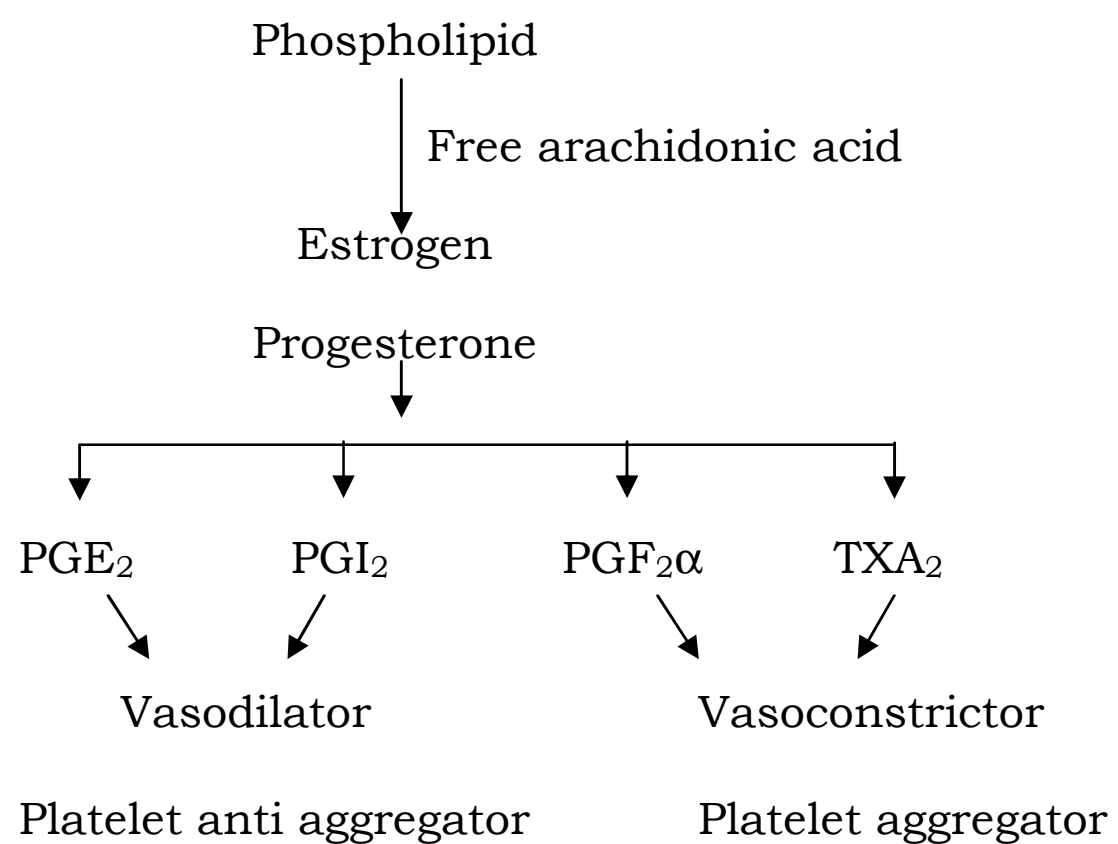 Phospholipid
Free arachidonic acid
Estrogen
Progesterone
PGE₂ PGI₂ PGF₂α TXA₂
Vasodilator Vasoconstrictor
Platelet anti aggregator Platelet aggregator